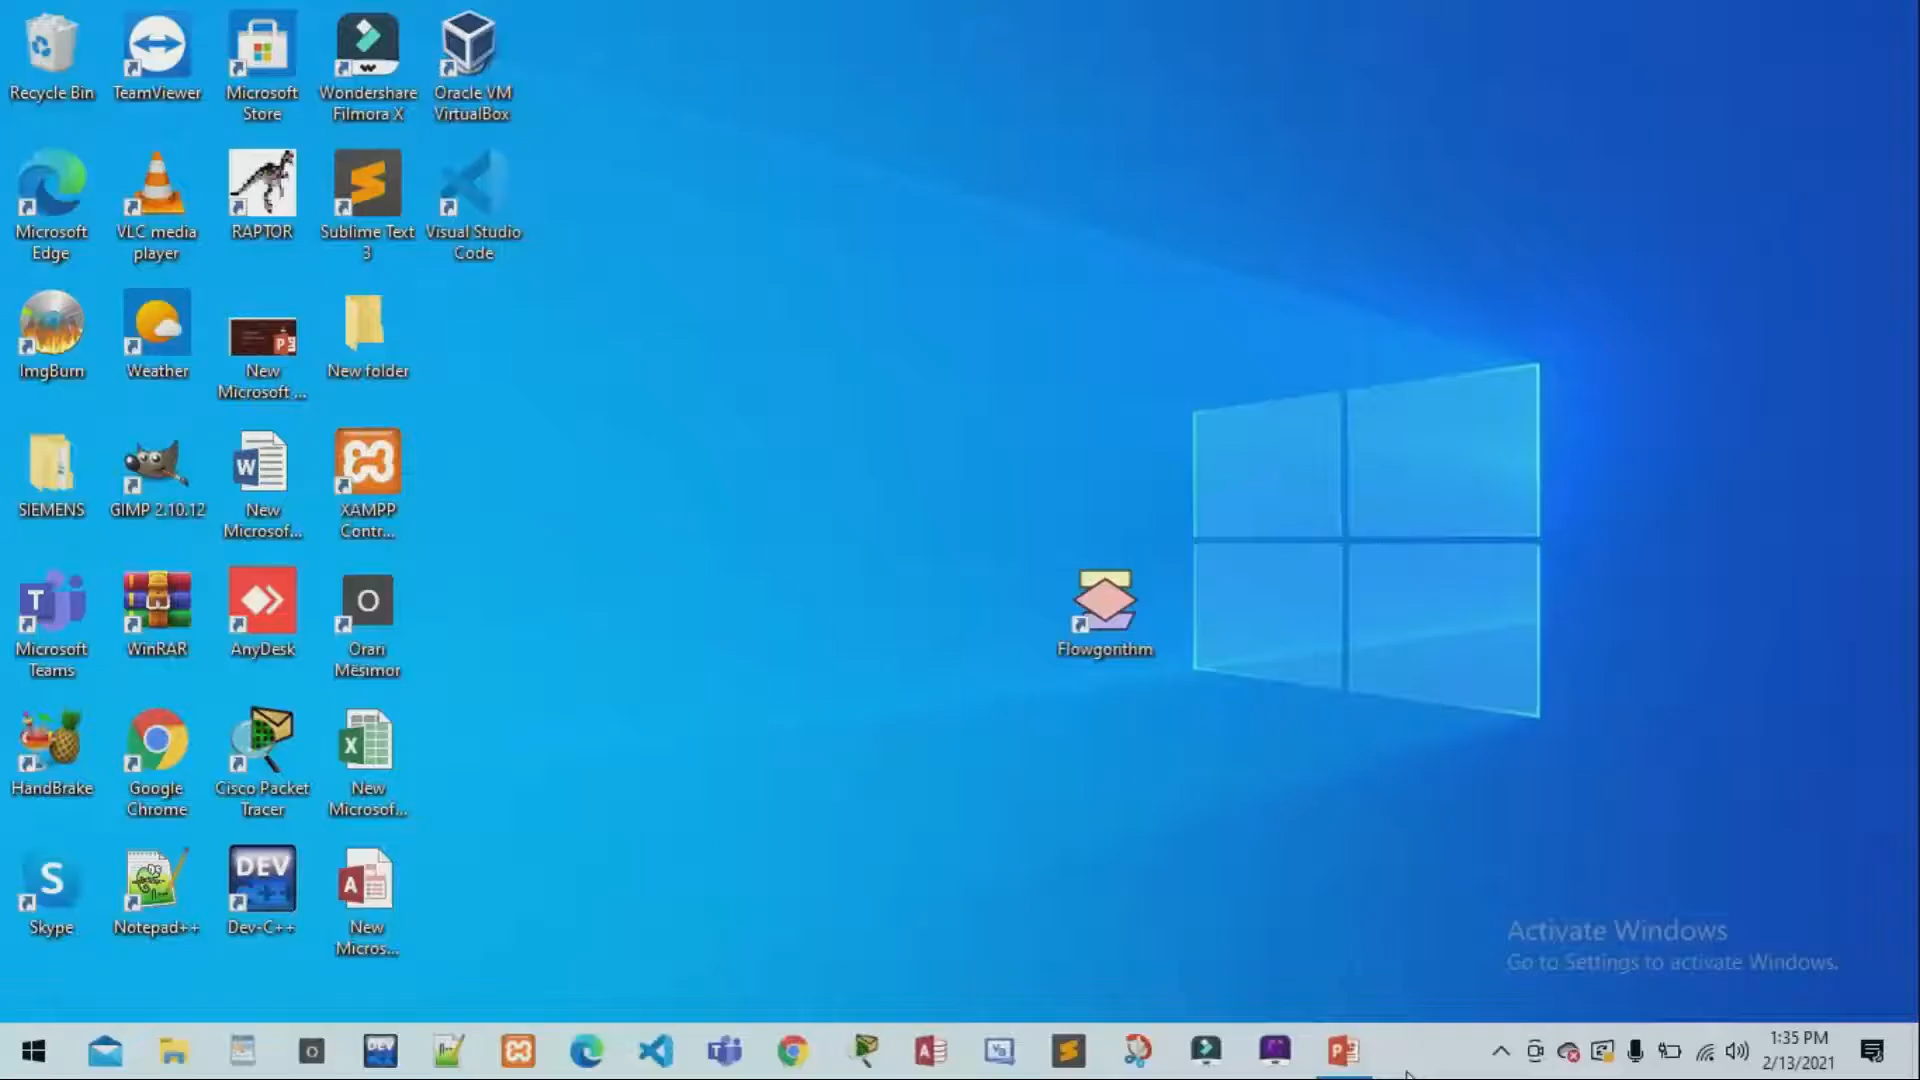 Recycle Bin
TeamViewer
Microsoft
Store
Wondershare
Filmora X
Oracle VM
VirtualBox
Microsoft
Edge
VLC media
player
RAPTOR
Sublime Text
3
Visual Studio
Code
ImgBurn
Weather
New
Microsoft ...
New folder
SIEMENS
GIMP 2.10.12
New
Microsof...
XAMPP
Contr...
Microsoft
Teams
WinRAR
AnyDesk
Orari
Mësimor
Flowgorithm
HandBrake
Google
Chrome
Cisco Packet
Tracer
New
Microsof...
Skype
Notepad++
DEV
C++
Dev-C++
New
Micros...
Activate Windows
Go to Settings to activate Windows.
1:35 PM
2/13/2021